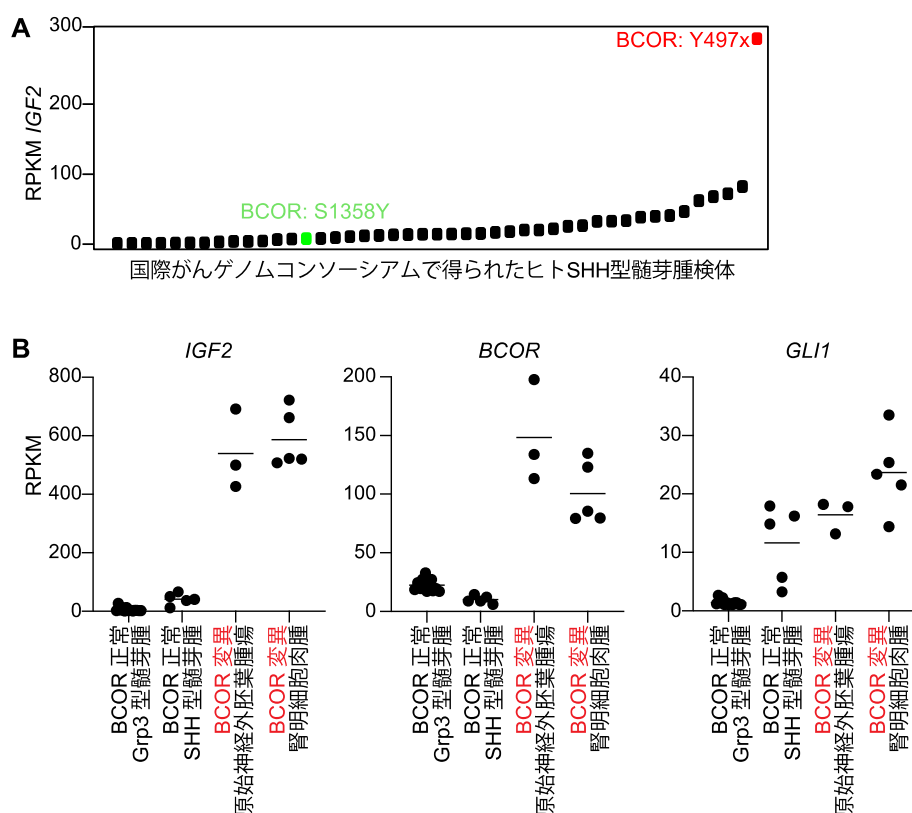 A
RPKM IGF2
300
200
100
0
BCOR: Y497x
BCOR: S1358Y
国際がんゲノムコンソーシアムで得られたヒトSHH型髄芽腫検体
B
RPKM
IGF2
800
600
400
200
0
BCOR 正常
Grp3 型髄芽腫
BCOR 正常
SHH 型髄芽腫
BCOR 変異
原始神経外胚葉腫瘍
BCOR 変異
腎明細胞肉腫
BCOR
200
150
100
50
0
BCOR 正常
Grp3 型髄芽腫
BCOR 正常
SHH 型髄芽腫
BCOR 変異
原始神経外胚葉腫瘍
BCOR 変異
腎明細胞肉腫
GLI1
40
30
20
10
0
BCOR 正常
Grp3 型髄芽腫
BCOR 正常
SHH 型髄芽腫
BCOR 変異
原始神経外胚葉腫瘍
BCOR 変異
腎明細胞肉腫